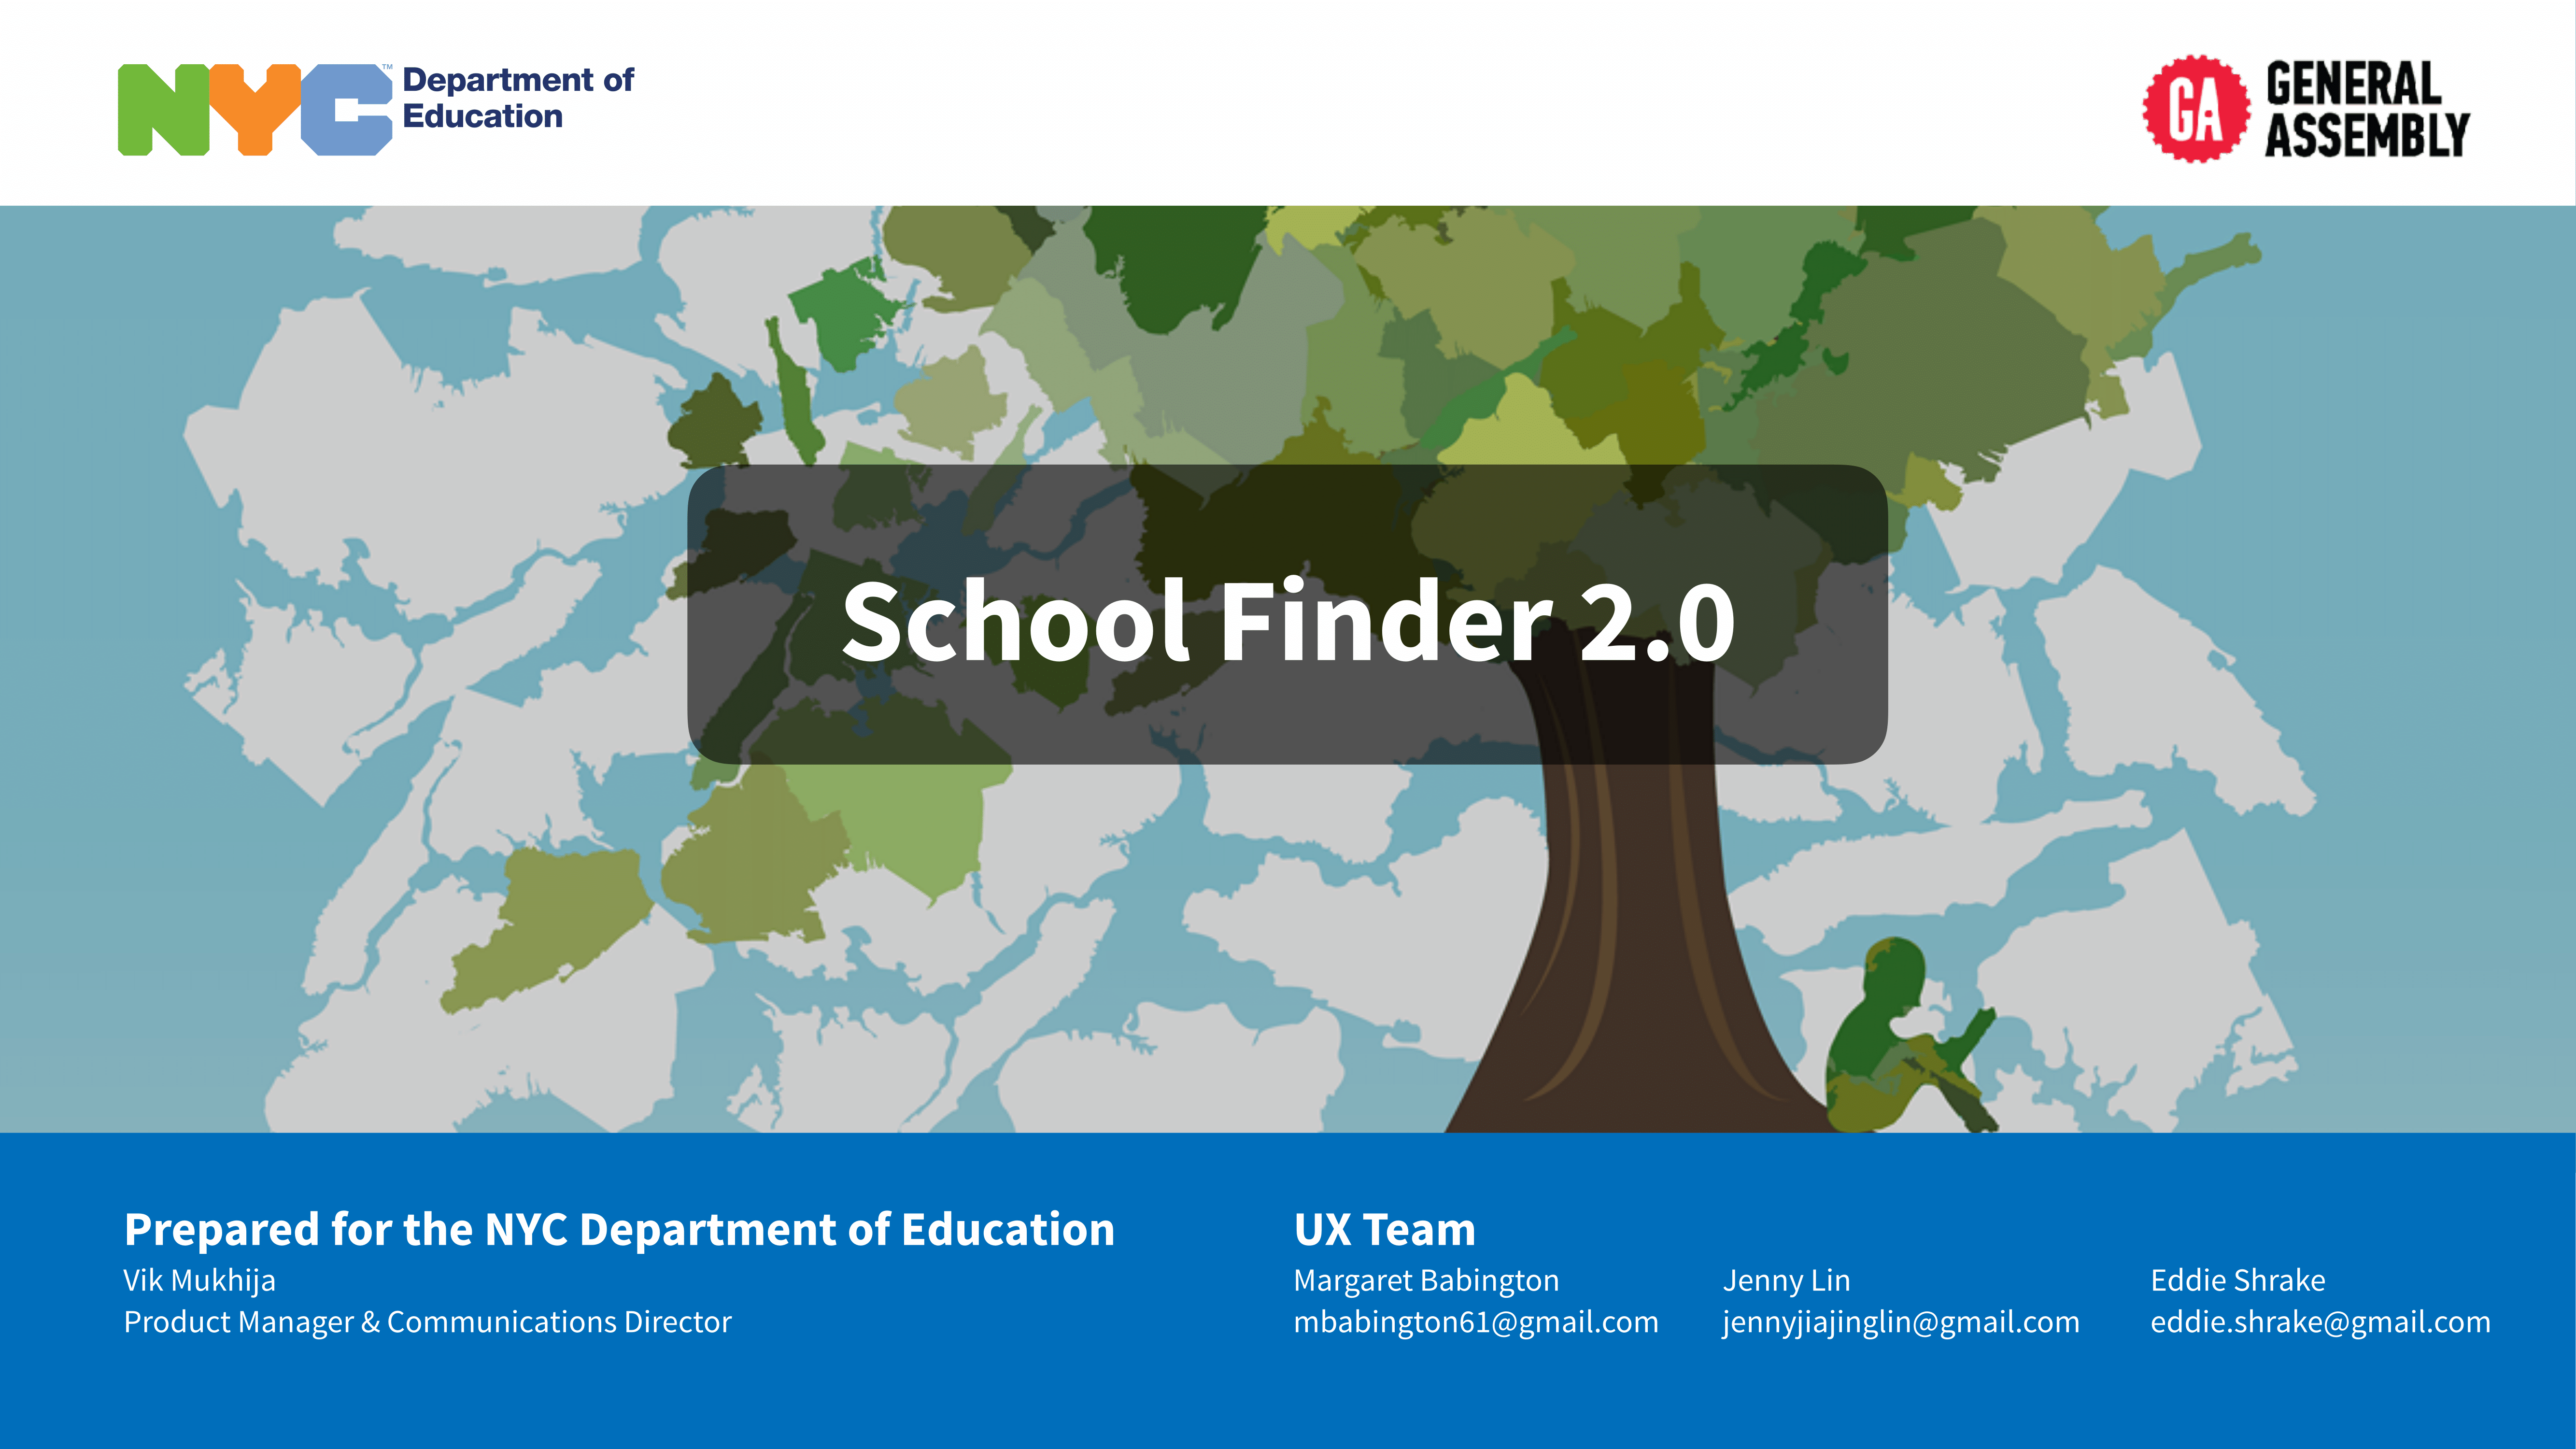 NYC™
Department of
Education
GA
GENERAL
ASSEMBLY
School Finder 2.0
Prepared for the NYC Department of Education
Vik Mukhija
Product Manager & Communications Director
UX Team
Margaret Babington
mbabington61@gmail.com
Jenny Lin
jennyjiajinglin@gmail.com
Eddie Shrake
eddie.shrake@gmail.com